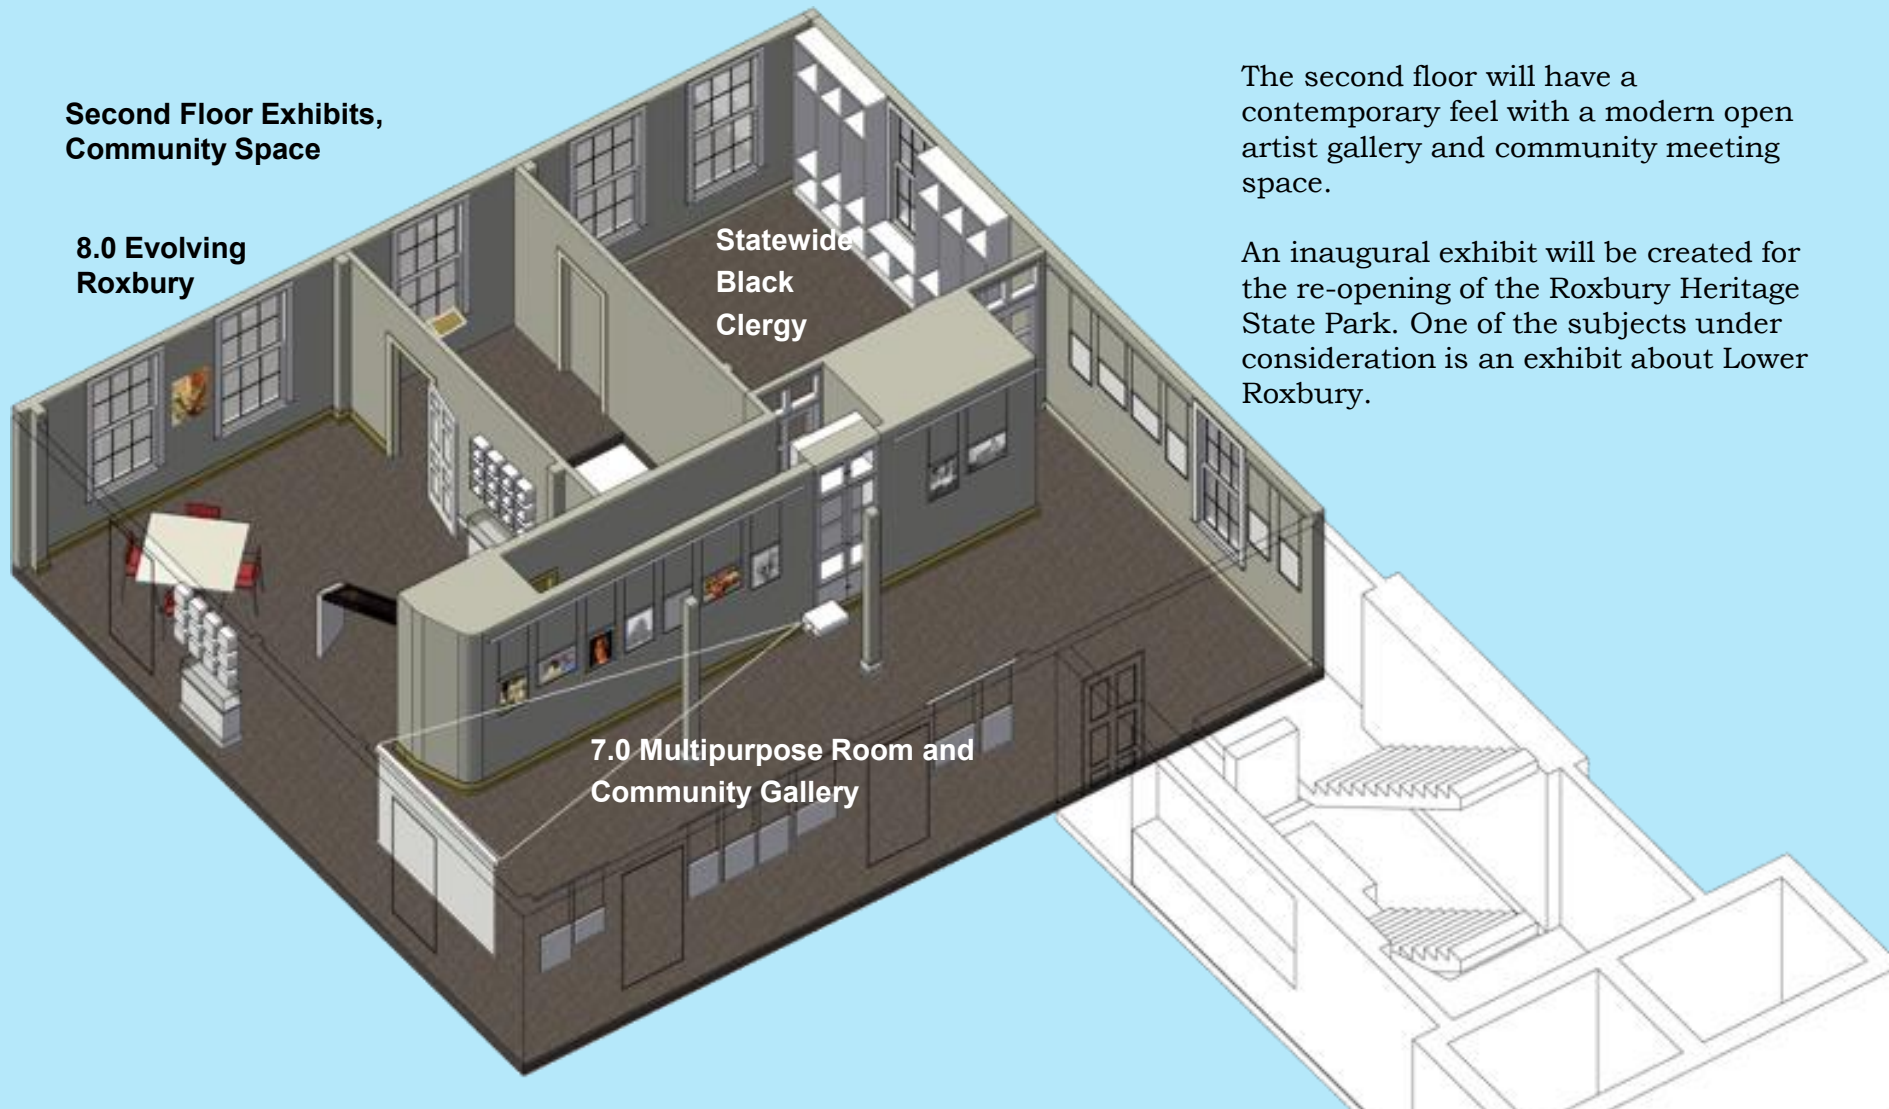 Second Floor Exhibits,
Community Space
8.0 Evolving
Roxbury
Statewide
Black
Clergy
7.0 Multipurpose Room and
Community Gallery
The second floor will have a
contemporary feel with a modern open
artist gallery and community meeting
space.
An inaugural exhibit will be created for
the re-opening of the Roxbury Heritage
State Park. One of the subjects under
consideration is an exhibit about Lower
Roxbury.